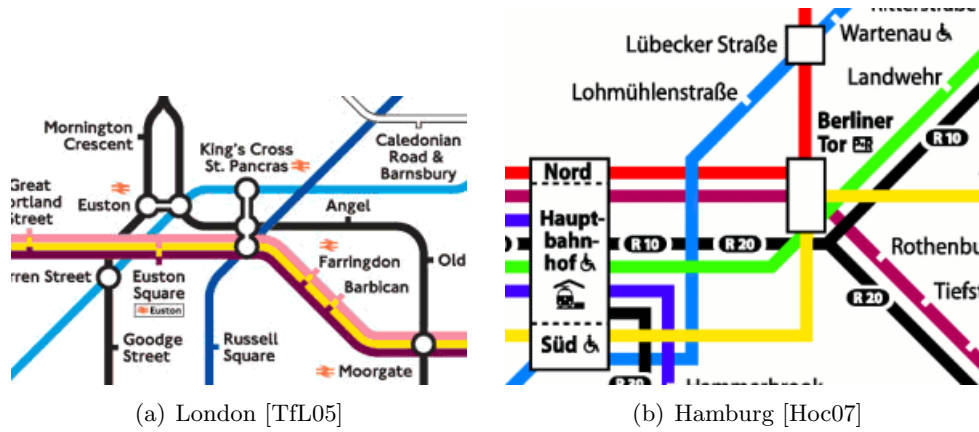 Mornington
Crescent
King's Cross
St. Pancras
Caledonian
Road &
Barnsbury
Great
ortland
Street
Euston
Angel
rren Street
Euston
Square
Euston
Farringdon
Barbican
Old
Goodge
Street
Russell
Square
Moorgate
(a) London [TfL05]
Lübecker Straße
Wartenau
Lohmühlenstraße
Landwehr
Berliner
Tor P+R
R 10
Nord
Haupt-
bahn-
hof
R 10
R 20
Rothenbu
Tiefst
R 20
Süd
(b) Hamburg [Hoc07]